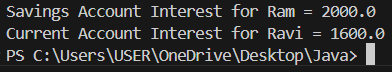 Savings Account Interest for Ram = 2000.0
Current Account Interest for Ravi = 1600.0
PS C:\Users\USER\OneDrive\Desktop\Java>